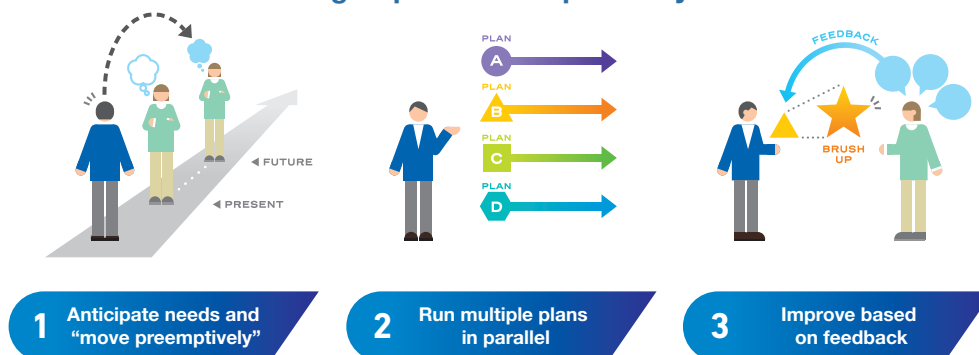 PLAN
A
PLAN
B
PLAN
C
PLAN
D
FUTURE
PRESENT
FEEDBACK
BRUSH
UP
1 Anticipate needs and
“move preemptively”
2 Run multiple plans
in parallel
3 Improve based
on feedback